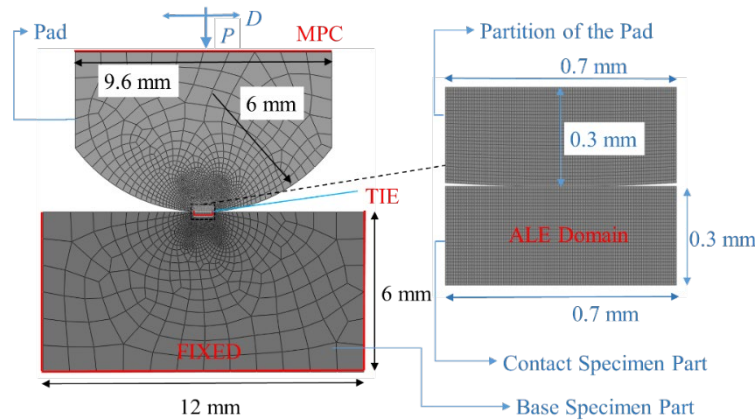 D
P
MPC
Pad
9.6 mm
6 mm
TIE
FIXED
6 mm
12 mm
Partition of the Pad
0.7 mm
0.3 mm
ALE Domain
0.3 mm
0.7 mm
Contact Specimen Part
Base Specimen Part